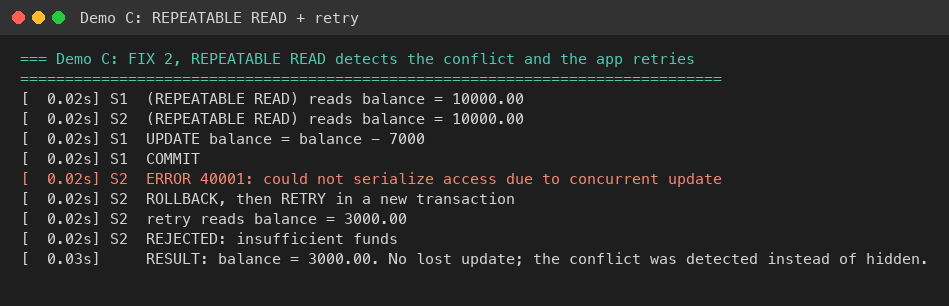 Demo C: REPEATABLE READ + retry
=== Demo C: FIX 2, REPEATABLE READ detects the conflict and the app retries
==============================================================================
[  0.02s] S1  (REPEATABLE READ) reads balance = 10000.00
[  0.02s] S2  (REPEATABLE READ) reads balance = 10000.00
[  0.02s] S1  UPDATE balance = balance − 7000
[  0.02s] S1  COMMIT
[  0.02s] S2  ERROR 40001: could not serialize access due to concurrent update
[  0.02s] S2  ROLLBACK, then RETRY in a new transaction
[  0.02s] S2  retry reads balance = 3000.00
[  0.02s] S2  REJECTED: insufficient funds
[  0.03s]     RESULT: balance = 3000.00. No lost update; the conflict was detected instead of hidden.